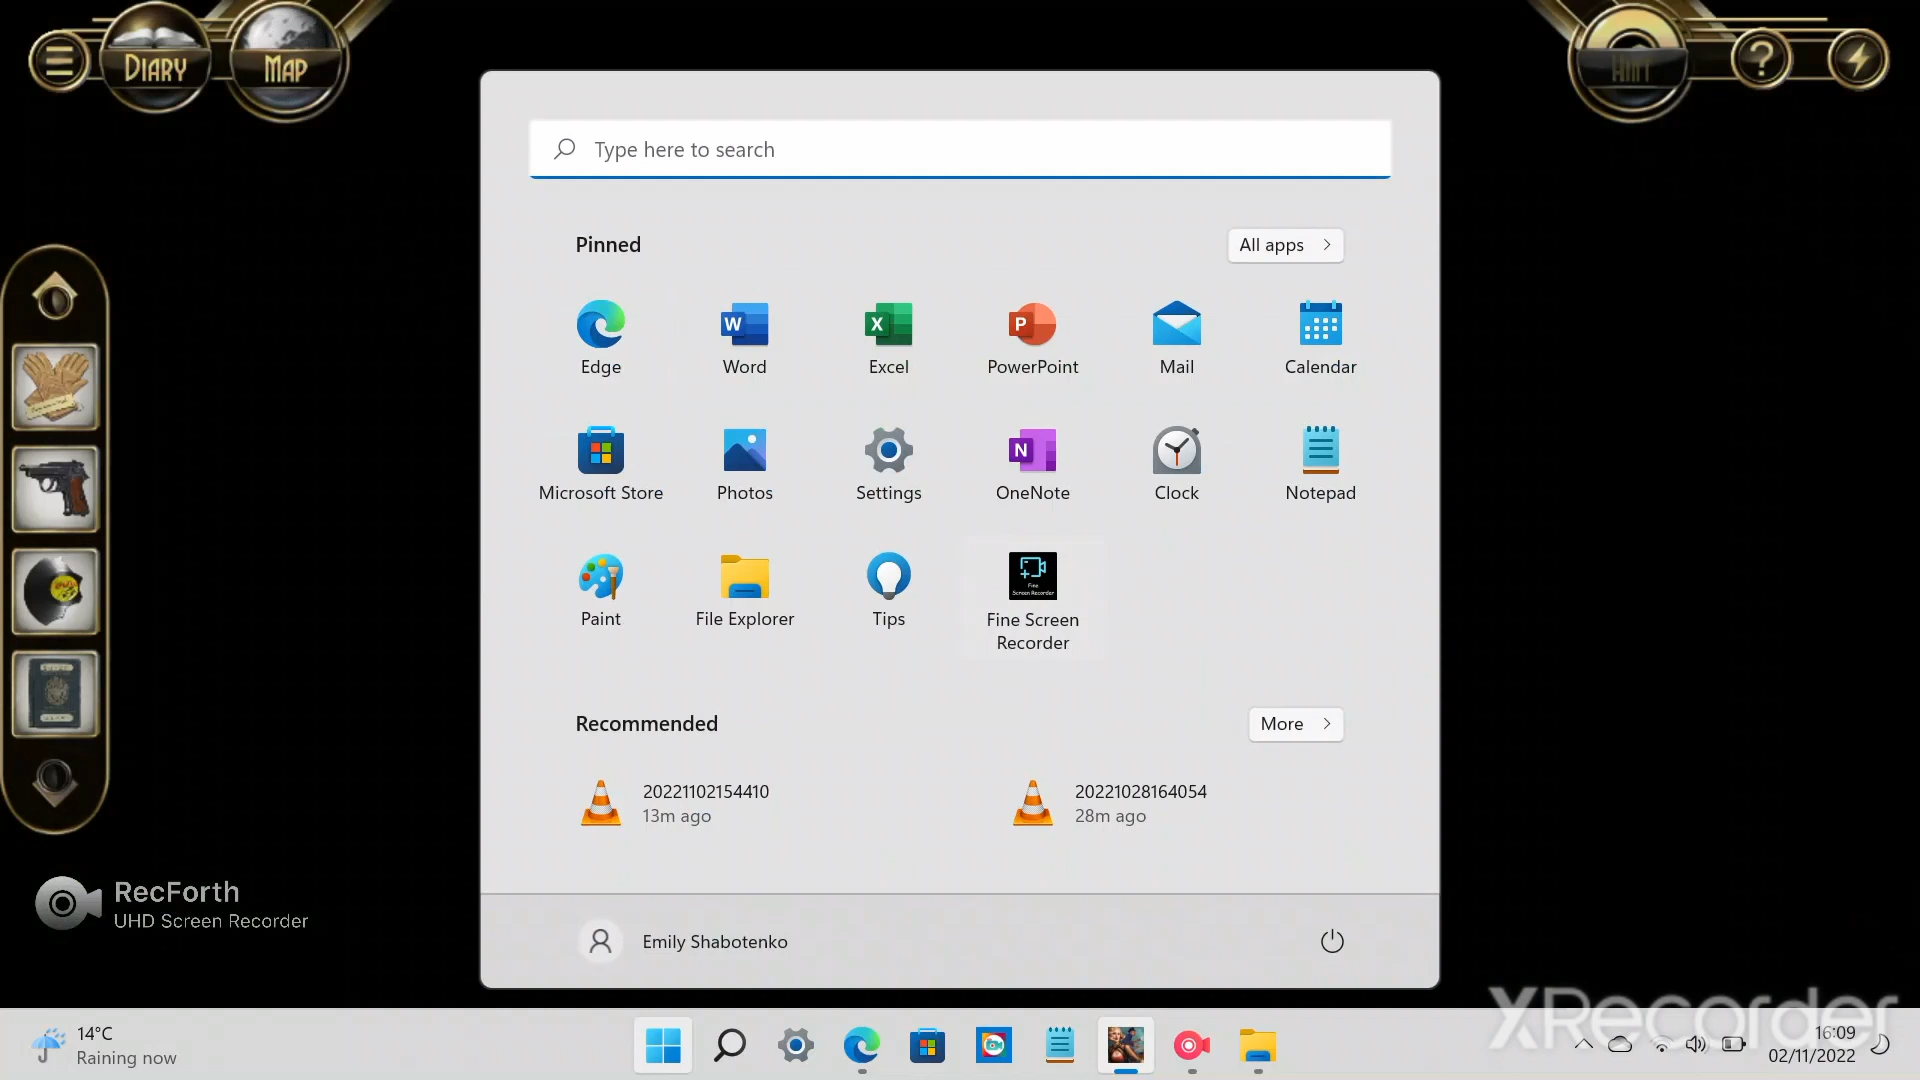 DIARY
MAP
HINT
?
Type here to search
Pinned
All apps
Edge
Word
Excel
PowerPoint
Mail
Calendar
Microsoft Store
Photos
Settings
OneNote
Clock
Notepad
Paint
File Explorer
Tips
Fine Screen
Recorder
Recommended
More
20221102154410
13m ago
20221028164054
28m ago
RecForth
UHD Screen Recorder
Emily Shabotenko
XRecorder
14°C
Raining now
16:09
02/11/2022